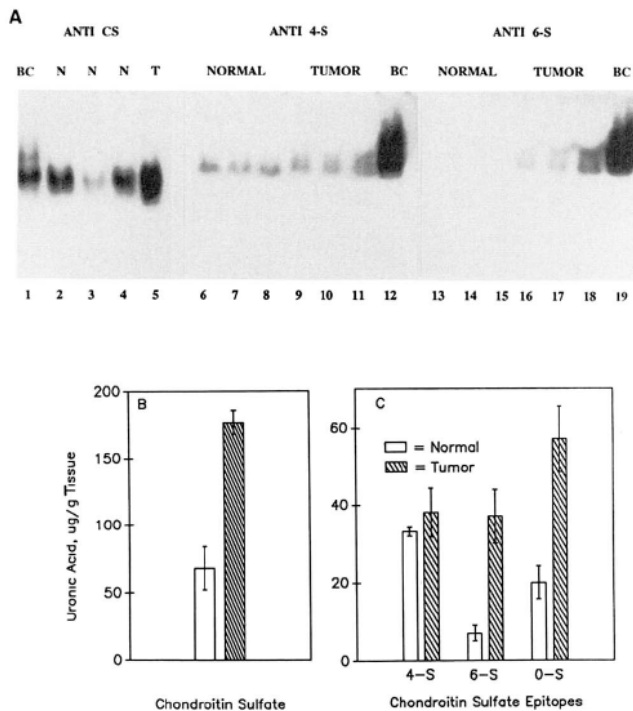 A
ANTI CS ANTI 4-S ANTI 6-S
BC N N N T NORMAL TUMOR BC NORMAL TUMOR BC
1 2 3 4 5 6 7 8 9 10 11 12 13 14 15 16 17 18 19
B
200
150
100
50
0
Uronic Acid, ug/g Tissue
Chondroitin Sulfate
C
= Normal
= Tumor
60
40
20
0
4-S 6-S 0-S
Chondroitin Sulfate Epitopes